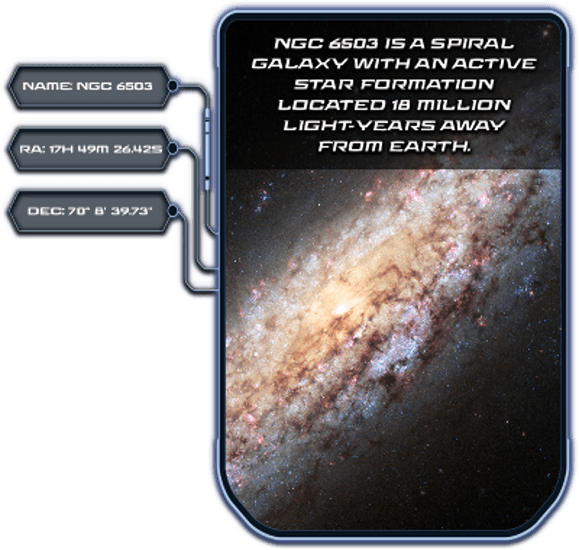 NAME: NGC 6503
RA: 17H 49M 26.42S
DEC: 70° 8' 39.73"
NGC 6503 IS A SPIRAL
GALAXY WITH AN ACTIVE
STAR FORMATION
LOCATED 18 MILLION
LIGHT-YEARS AWAY
FROM EARTH.